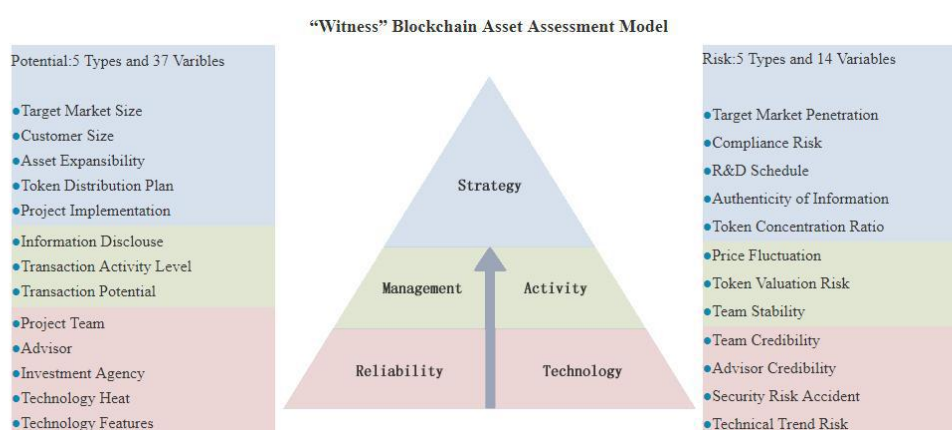 “Witness” Blockchain Asset Assessment Model
Potential:5 Types and 37 Varibles
●Target Market Size
●Customer Size
●Asset Expansibility
●Token Distribution Plan
●Project Implementation
●Information Disclouse
●Transaction Activity Level
●Transaction Potential
●Project Team
●Advisor
●Investment Agency
●Technology Heat
●Technology Features
Strategy
Management Activity
Reliability Technology
Risk:5 Types and 14 Variables
●Target Market Penetration
●Compliance Risk
●R&D Schedule
●Authenticity of Information
●Token Concentration Ratio
●Price Fluctuation
●Token Valuation Risk
●Team Stability
●Team Credibility
●Advisor Credibility
●Security Risk Accident
●Technical Trend Risk